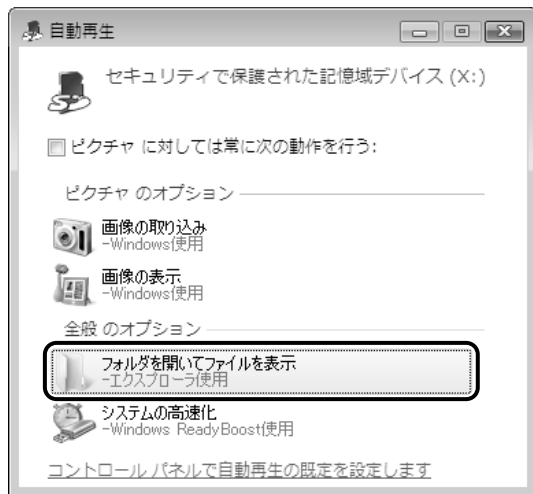 自動再生
セキュリティで保護された記憶域デバイス (X:)
ピクチャ に対しては常に次の動作を行う:
ピクチャ のオプション
画像の取り込み
-Windows使用
画像の表示
-Windows使用
全般 のオプション
フォルダを開いてファイルを表示
-エクスプローラ使用
システムの高速化
-Windows ReadyBoost使用
コントロール パネルで自動再生の既定を設定します